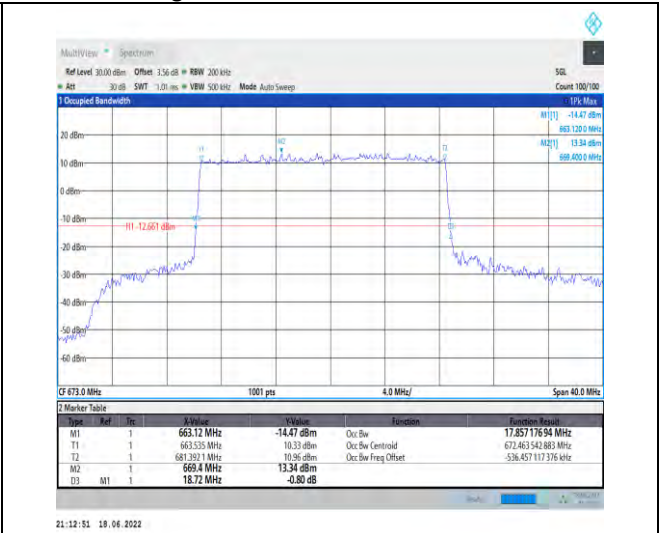 MultiView Spectrum
Ref Level 30.00 dBm Offset 3.56 dB RBW 200 kHz SGL
Att 30 dB SWT 1.01 ms VBW 500 kHz Mode Auto Sweep Count 100/100
1 Occupied Bandwidth 1Pk Max
M1[1] -14.47 dBm
663.120 0 MHz
M2[1] 13.34 dBm
669.400 0 MHz
20 dBm
T1 M2 T2
10 dBm
0 dBm
-10 dBm
H1 -12.661 dBm M1 D3
-20 dBm
-30 dBm
-40 dBm
-50 dBm
-60 dBm
CF 673.0 MHz 1001 pts 4.0 MHz/ Span 40.0 MHz
2 Marker Table
Type Ref Trc X-Value Y-Value Function Function Result
M1 1 663.12 MHz -14.47 dBm Occ Bw 17.857 176 94 MHz
T1 1 663.535 MHz 10.33 dBm Occ Bw Centroid 672.463 542 883 MHz
T2 1 681.392 1 MHz 10.96 dBm Occ Bw Freq Offset -536.457 117 376 kHz
M2 1 669.4 MHz 13.34 dBm
D3 M1 1 18.72 MHz -0.80 dB
21:12:51 18.06.2022